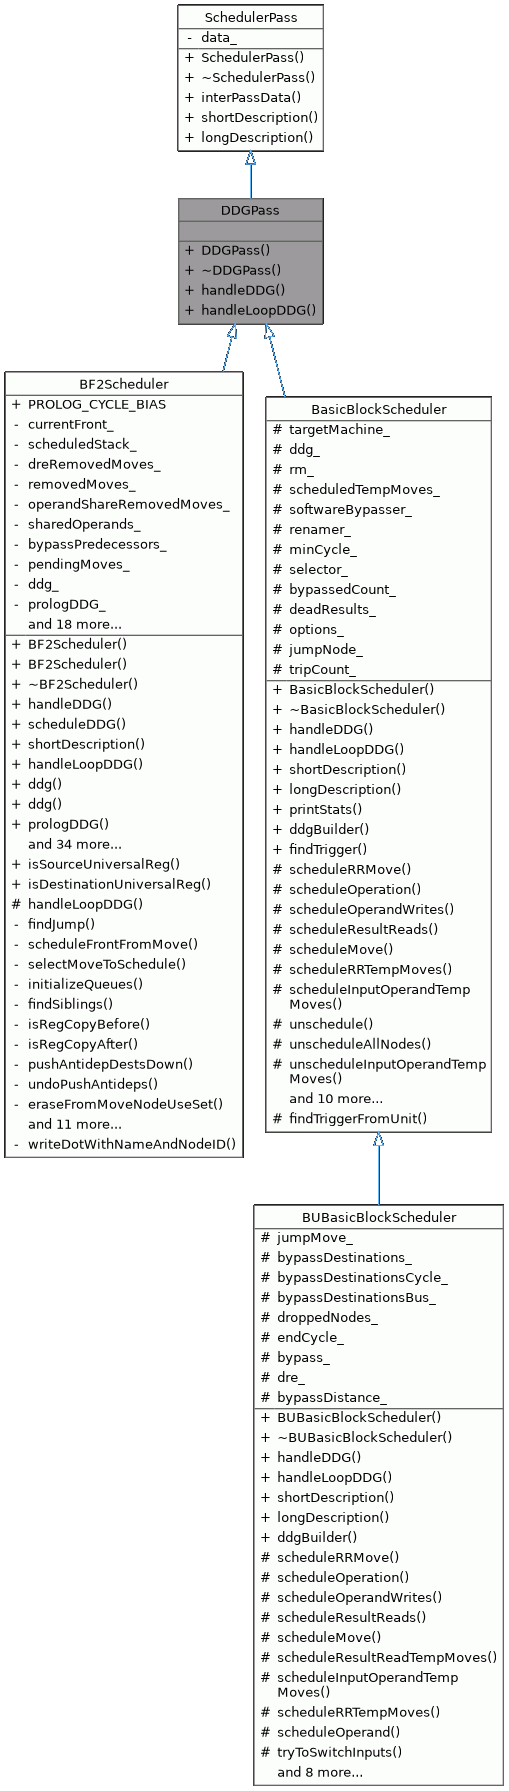 SchedulerPass
- data_
+ SchedulerPass()
+ ~SchedulerPass()
+ interPassData()
+ shortDescription()
+ longDescription()
DDGPass
+ DDGPass()
+ ~DDGPass()
+ handleDDG()
+ handleLoopDDG()
BF2Scheduler
+ PROLOG_CYCLE_BIAS
- currentFront_
- scheduledStack_
- dreRemovedMoves_
- removedMoves_
- operandShareRemovedMoves_
- sharedOperands_
- bypassPredecessors_
- pendingMoves_
- ddg_
- prologDDG_
and 18 more...
+ BF2Scheduler()
+ BF2Scheduler()
+ ~BF2Scheduler()
+ handleDDG()
+ scheduleDDG()
+ shortDescription()
+ handleLoopDDG()
+ ddg()
+ ddg()
+ prologDDG()
and 34 more...
+ isSourceUniversalReg()
+ isDestinationUniversalReg()
# handleLoopDDG()
- findJump()
- scheduleFrontFromMove()
- selectMoveToSchedule()
- initializeQueues()
- findSiblings()
- isRegCopyBefore()
- isRegCopyAfter()
- pushAntidepDestsDown()
- undoPushAntideps()
- eraseFromMoveNodeUseSet()
and 11 more...
- writeDotWithNameAndNodeID()
BasicBlockScheduler
# targetMachine_
# ddg_
# rm_
# scheduledTempMoves_
# softwareBypasser_
# renamer_
# minCycle_
# selector_
# bypassedCount_
# deadResults_
# options_
# jumpNode_
# tripCount_
+ BasicBlockScheduler()
+ ~BasicBlockScheduler()
+ handleDDG()
+ handleLoopDDG()
+ shortDescription()
+ longDescription()
+ printStats()
+ ddgBuilder()
+ findTrigger()
# scheduleRRMove()
# scheduleOperation()
# scheduleOperandWrites()
# scheduleResultReads()
# scheduleMove()
# scheduleRRTempMoves()
# scheduleInputOperandTemp
Moves()
# unschedule()
# unscheduleAllNodes()
# unscheduleInputOperandTemp
Moves()
and 10 more...
# findTriggerFromUnit()
BUBasicBlockScheduler
# jumpMove_
# bypassDestinations_
# bypassDestinationsCycle_
# bypassDestinationsBus_
# droppedNodes_
# endCycle_
# bypass_
# dre_
# bypassDistance_
+ BUBasicBlockScheduler()
+ ~BUBasicBlockScheduler()
+ handleDDG()
+ handleLoopDDG()
+ shortDescription()
+ longDescription()
+ ddgBuilder()
# scheduleRRMove()
# scheduleOperation()
# scheduleOperandWrites()
# scheduleResultReads()
# scheduleMove()
# scheduleResultReadTempMoves()
# scheduleInputOperandTemp
Moves()
# scheduleRRTempMoves()
# scheduleOperand()
# tryToSwitchInputs()
and 8 more...